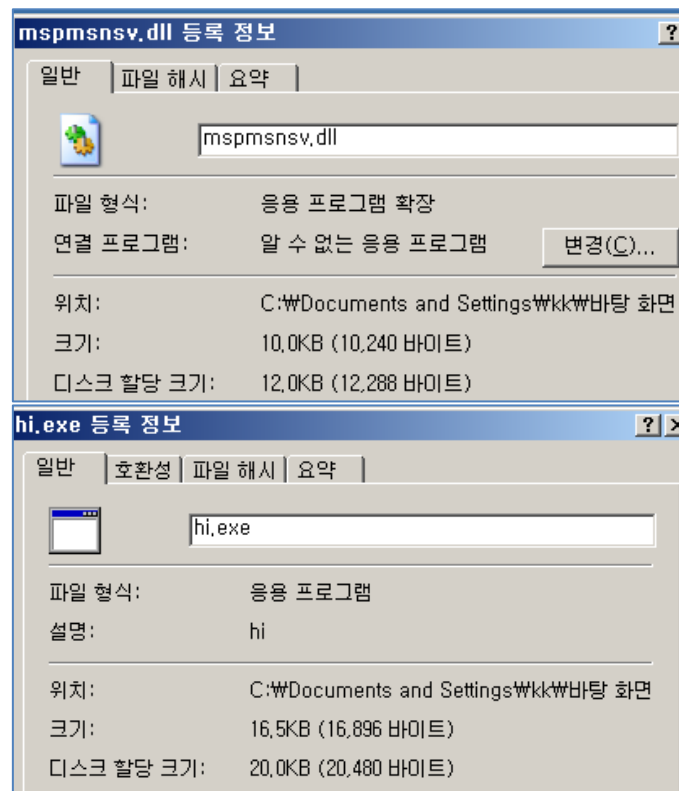 mspmsnsv.dll 등록 정보 ?
일반 파일 해시 요약
mspmsnsv.dll
파일 형식: 응용 프로그램 확장
연결 프로그램: 알 수 없는 응용 프로그램 변경(C)...
위치: C:₩Documents and Settings₩kk₩바탕 화면
크기: 10.0KB (10,240 바이트)
디스크 할당 크기: 12.0KB (12,288 바이트)
hi.exe 등록 정보 ?
일반 호환성 파일 해시 요약
hi.exe
파일 형식: 응용 프로그램
설명: hi
위치: C:₩Documents and Settings₩kk₩바탕 화면
크기: 16.5KB (16,896 바이트)
디스크 할당 크기: 20.0KB (20,480 바이트)